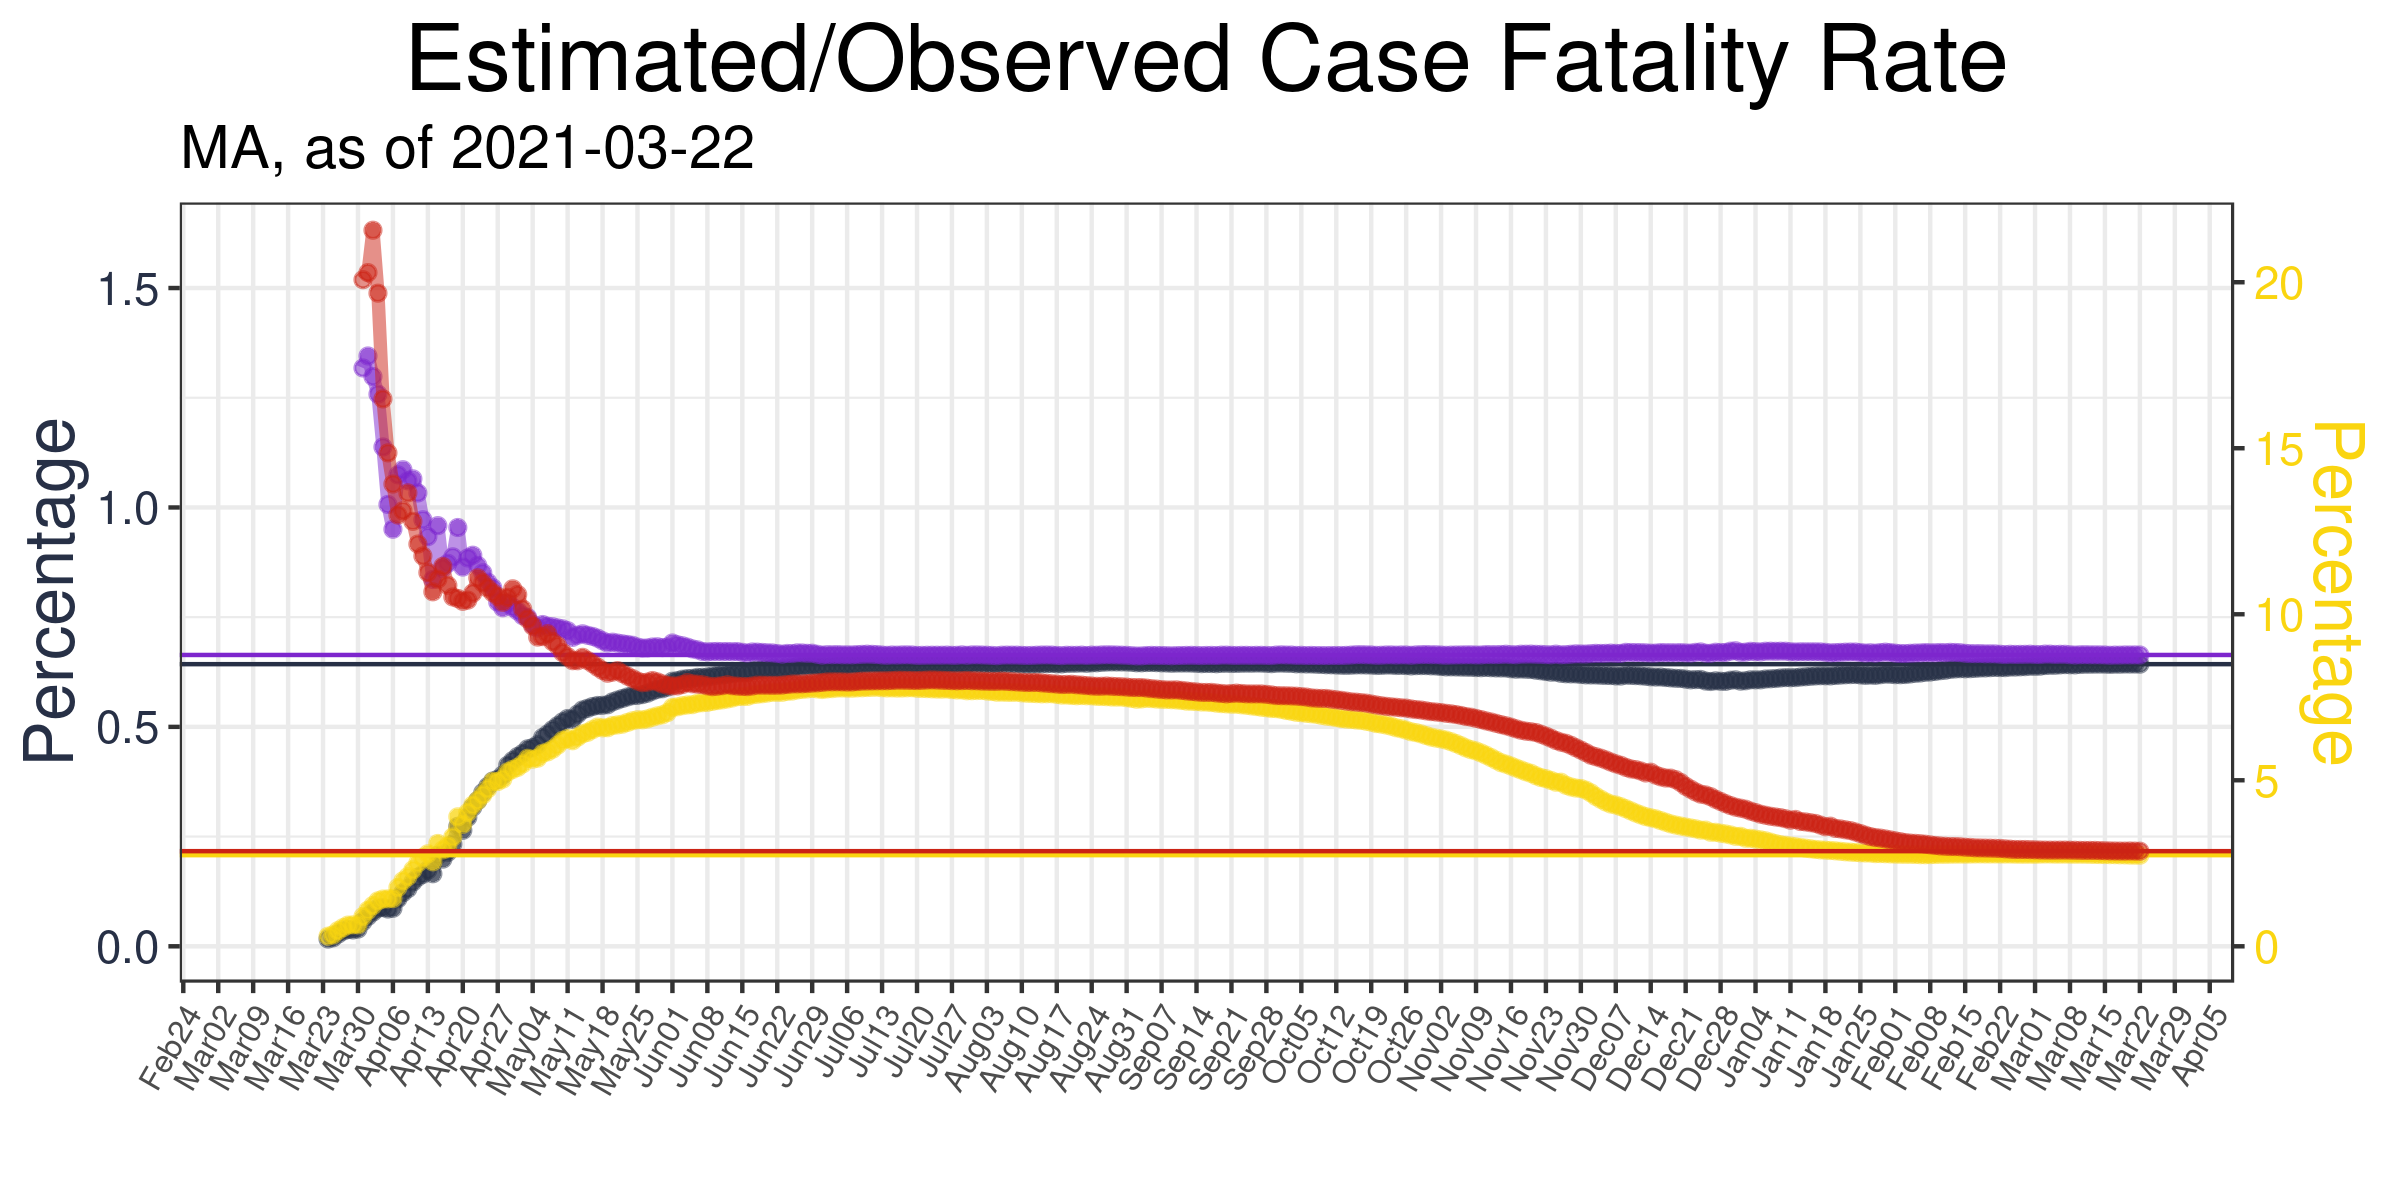 Estimated/Observed Case Fatality Rate
MA, as of 2021-03-22
Percentage
1.5
1.0
0.5
0.0
20
15
10
5
0
Percentage
Feb24
Mar02
Mar09
Mar16
Mar23
Mar30
Apr06
Apr13
Apr20
Apr27
May04
May11
May18
May25
Jun01
Jun08
Jun15
Jun22
Jun29
Jul06
Jul13
Jul20
Jul27
Aug03
Aug10
Aug17
Aug24
Aug31
Sep07
Sep14
Sep21
Sep28
Oct05
Oct12
Oct19
Oct26
Nov02
Nov09
Nov16
Nov23
Nov30
Dec07
Dec14
Dec21
Dec28
Jan04
Jan11
Jan18
Jan25
Feb01
Feb08
Feb15
Feb22
Mar01
Mar08
Mar15
Mar22
Mar29
Apr05